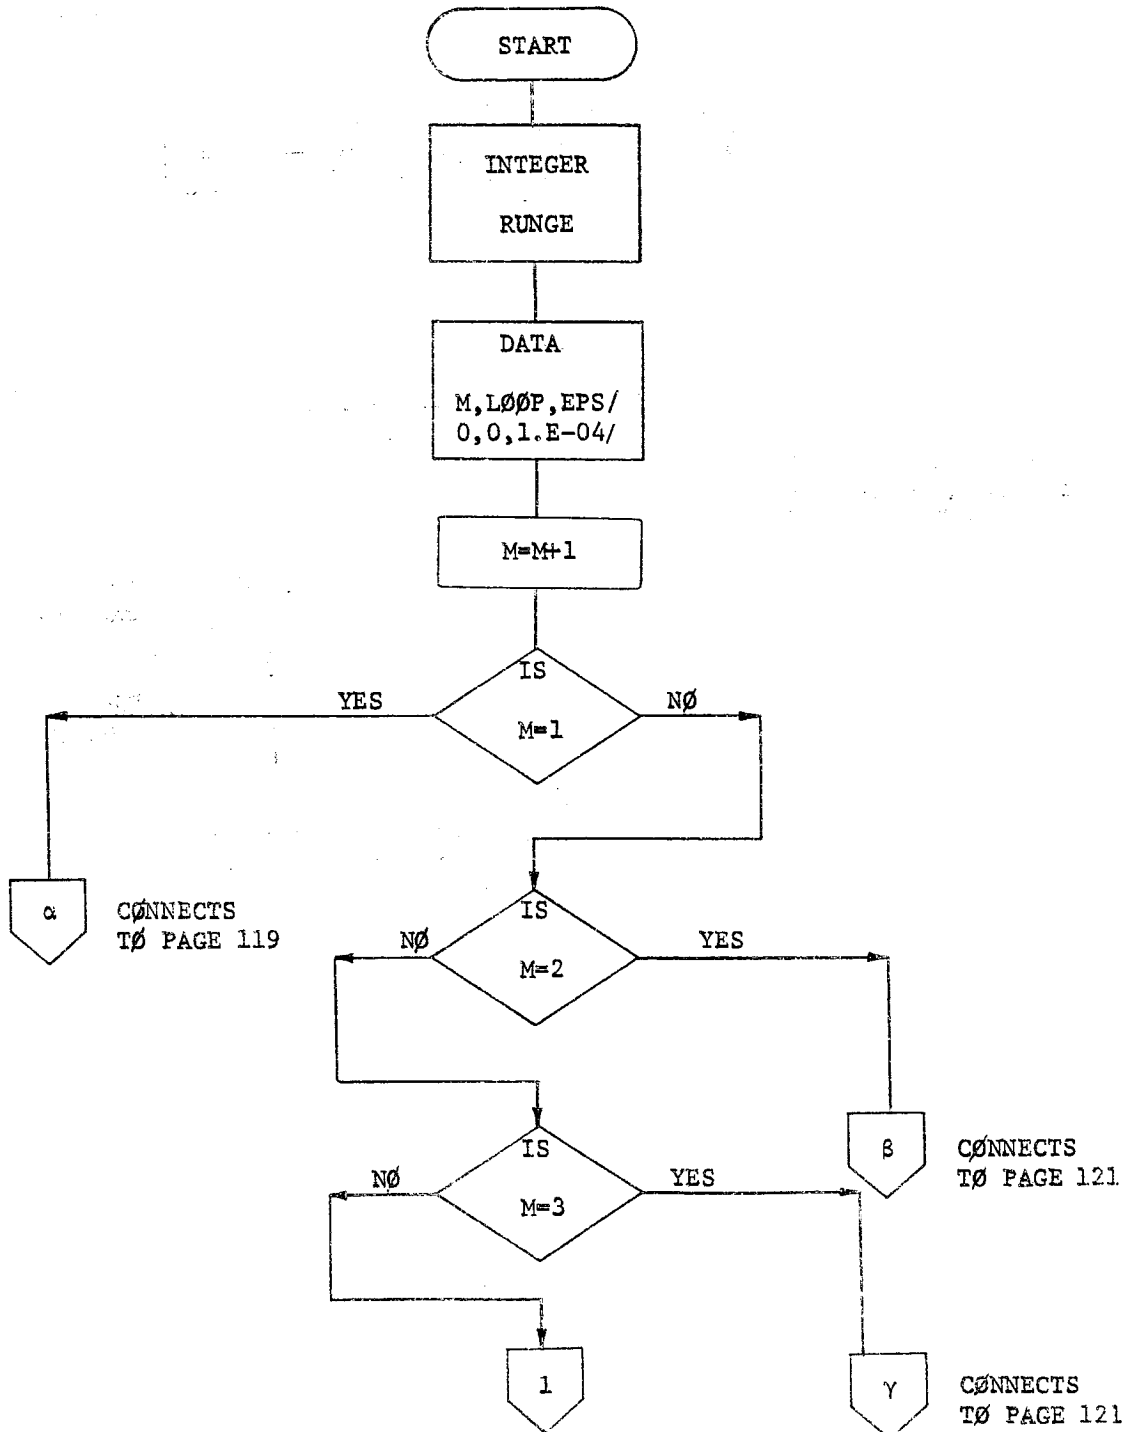 START
INTEGER
RUNGE
DATA
M,LØØP,EPS/
0,0,1.E-04/
M=M+1
IS
M=1
YES
NØ
α
CØNNECTS
TØ PAGE 119
IS
M=2
NØ
YES
β
CØNNECTS
TØ PAGE 121
IS
M=3
NØ
YES
1
γ
CØNNECTS
TØ PAGE 121